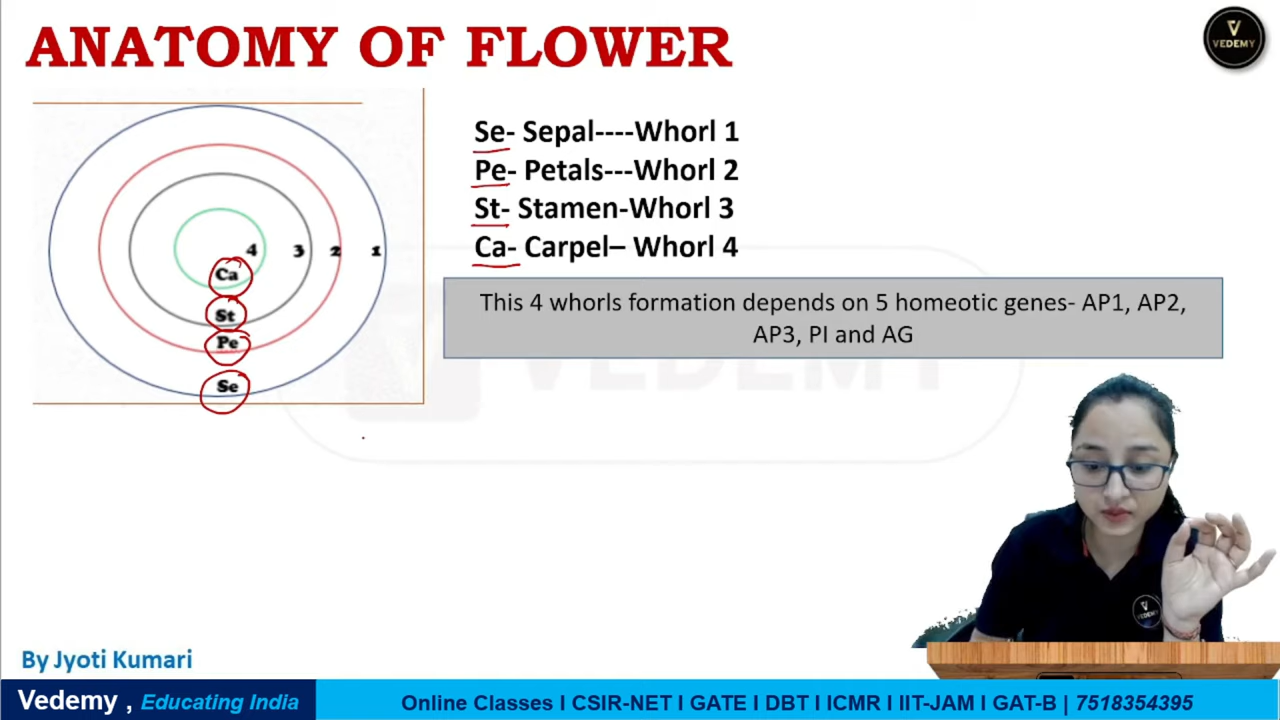 ANATOMY OF FLOWER
V
VEDEMY
4 3 2 1
Ca
St
Pe
Se
Se- Sepal----Whorl 1
Pe- Petals---Whorl 2
St- Stamen-Whorl 3
Ca- Carpel– Whorl 4
This 4 whorls formation depends on 5 homeotic genes- AP1, AP2,
AP3, PI and AG
VEDEMY
V
VEDEMY
By Jyoti Kumari
Vedemy , Educating India
Online Classes I CSIR-NET I GATE I DBT I ICMR I IIT-JAM I GAT-B | 7518354395